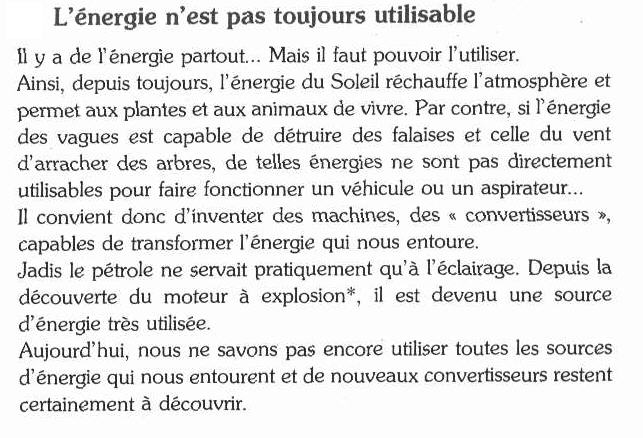 L'énergie n'est pas toujours utilisable
Il y a de l'énergie partout... Mais il faut pouvoir l'utiliser.
Ainsi, depuis toujours, l'énergie du Soleil réchauffe l'atmosphère et
permet aux plantes et aux animaux de vivre. Par contre, si l'énergie
des vagues est capable de détruire des falaises et celle du vent
d'arracher des arbres, de telles énergies ne sont pas directement
utilisables pour faire fonctionner un véhicule ou un aspirateur...
Il convient donc d'inventer des machines, des « convertisseurs »,
capables de transformer l'énergie qui nous entoure.
Jadis le pétrole ne servait pratiquement qu'à l'éclairage. Depuis la
découverte du moteur à explosion*, il est devenu une source
d'énergie très utilisée.
Aujourd'hui, nous ne savons pas encore utiliser toutes les sources
d'énergie qui nous entourent et de nouveaux convertisseurs restent
certainement à découvrir.